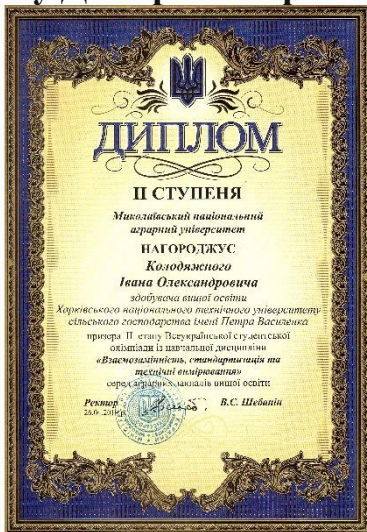 ДИПЛОМ
II СТУПЕНЯ
Миколаївський національний
аграрний університет
НАГОРОДЖУЄ
Колодяжного
Івана Олександровича
здобувача вищої освіти
Харківського національного технічного університету
сільського господарства імені Петра Василенка
призера II етапу Всеукраїнської студентської
олімпіади із навчальної дисципліни
«Взаємозамінність, стандартизація та
технічні вимірювання»
серед аграрних закладів вищої освіти
Ректор В.С. Шебанін